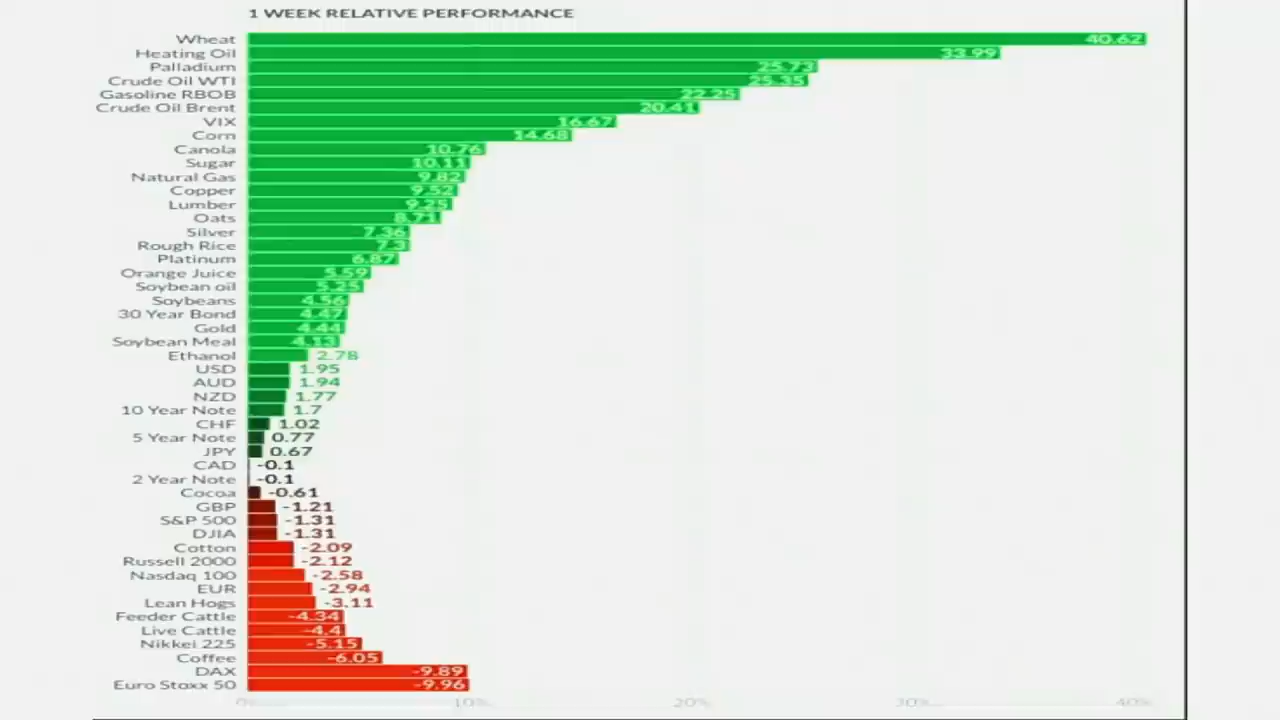 1 WEEK RELATIVE PERFORMANCE
Wheat 40.62
Heating Oil 33.99
Palladium 25.73
Crude Oil WTI 25.35
Gasoline RBOB 22.25
Crude Oil Brent 20.41
VIX 16.67
Corn 14.68
Canola 10.76
Sugar 10.11
Natural Gas 9.82
Copper 9.52
Lumber 9.25
Oats 8.71
Silver 7.36
Rough Rice 7.3
Platinum 6.87
Orange Juice 5.59
Soybean oil 5.25
Soybeans 4.56
30 Year Bond 4.47
Gold 4.44
Soybean Meal 4.13
Ethanol 2.78
USD 1.95
AUD 1.94
NZD 1.77
10 Year Note 1.7
CHF 1.02
5 Year Note 0.77
JPY 0.67
CAD -0.1
2 Year Note -0.1
Cocoa -0.61
GBP -1.21
S&P 500 -1.31
DJIA -1.31
Cotton -2.09
Russell 2000 -2.12
Nasdaq 100 -2.58
EUR -2.94
Lean Hogs -3.11
Feeder Cattle -4.34
Live Cattle -4.4
Nikkei 225 -5.15
Coffee -6.05
DAX -9.89
Euro Stoxx 50 -9.96
0% 10% 20% 30% 40%